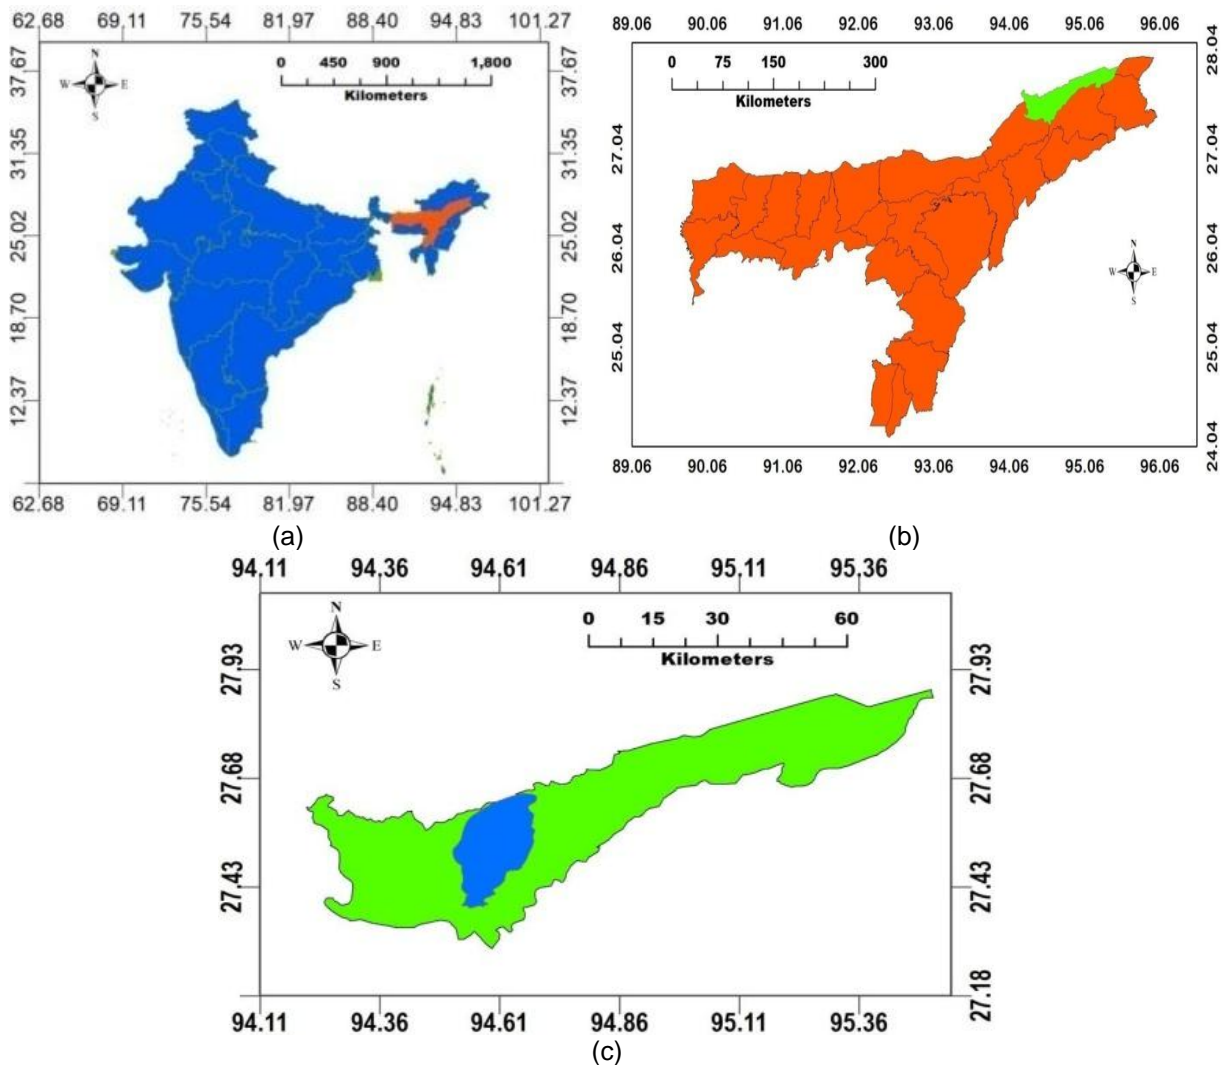 62.68 69.11 75.54 81.97 88.40 94.83 101.27
N
W E
S
0 450 900 1,800
Kilometers
37.67
31.35
25.02
18.70
12.37
37.67
31.35
25.02
18.70
12.37
62.68 69.11 75.54 81.97 88.40 94.83 101.27
(a)
89.06 90.06 91.06 92.06 93.06 94.06 95.06 96.06
0 75 150 300
Kilometers
27.04
26.04
25.04
28.04
27.04
26.04
25.04
24.04
N
W E
S
89.06 90.06 91.06 92.06 93.06 94.06 95.06 96.06
(b)
94.11 94.36 94.61 94.86 95.11 95.36
N
W E
S
0 15 30 60
Kilometers
27.93
27.68
27.43
27.93
27.68
27.43
27.18
94.11 94.36 94.61 94.86 95.11 95.36
(c)